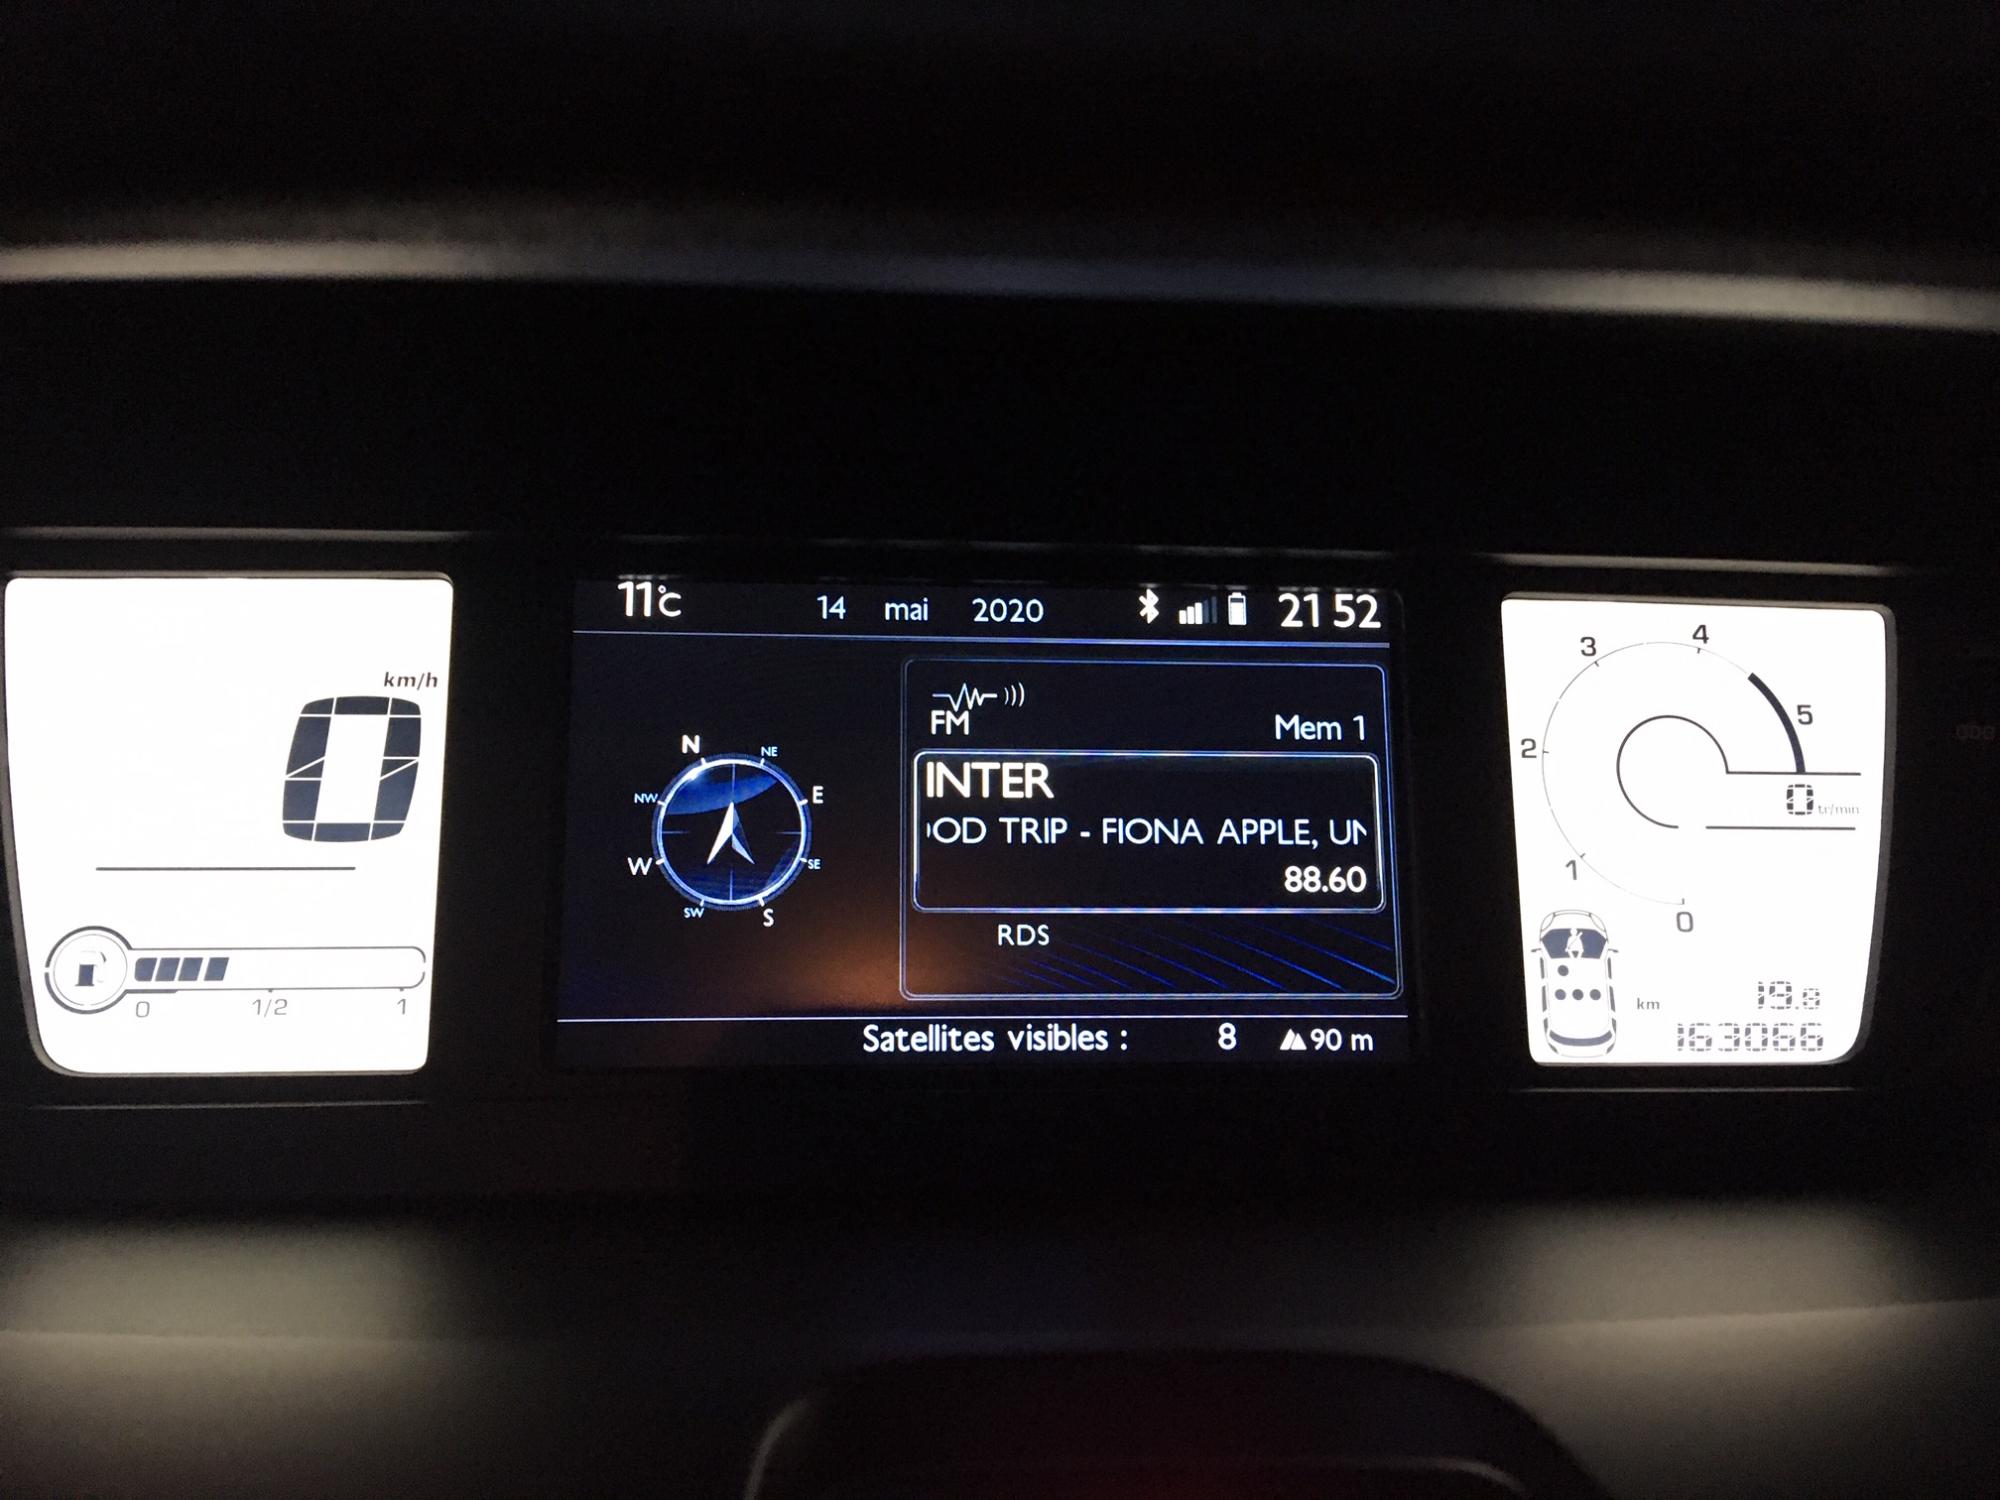 km/h
0
0 1/2 1
11°C 14 mai 2020 21 52
N
NE
E
SE
S
SW
W
NW
FM Mem 1
INTER
OD TRIP - FIONA APPLE, UN
88.60
RDS
Satellites visibles : 8 90 m
4
3
5
2
0 tr/min
1
0
km 19.8
163066